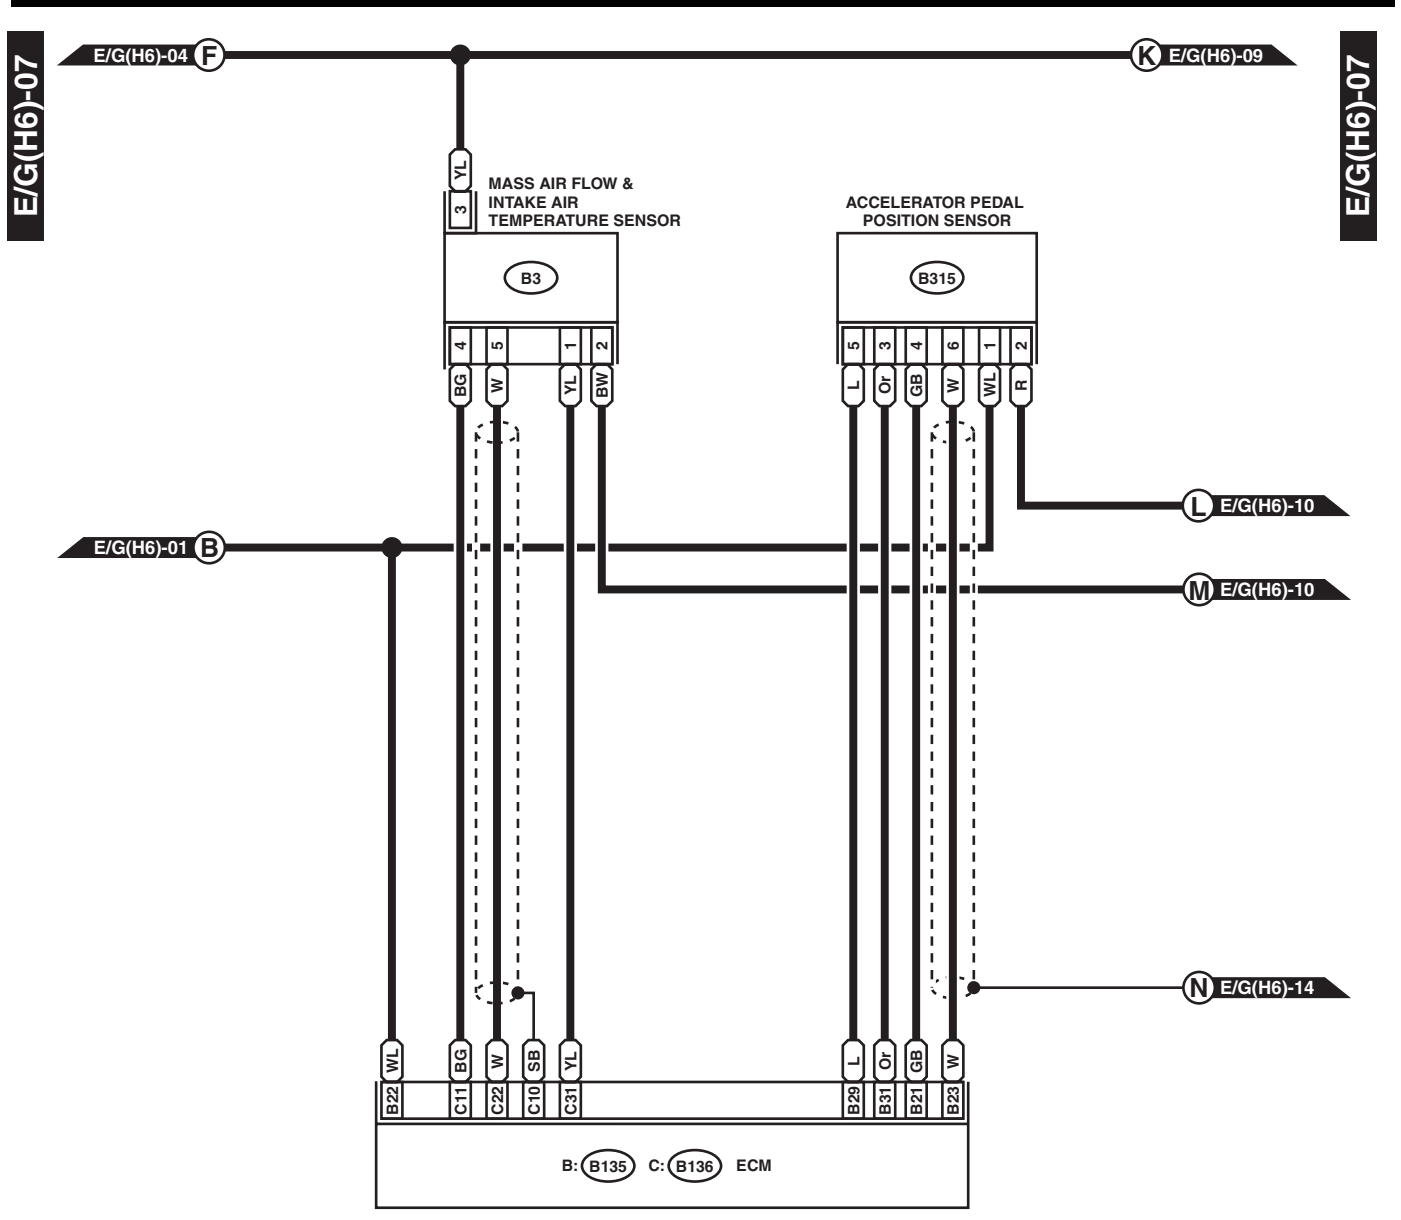 E/G(H6)-07
E/G(H6)-04 F
K E/G(H6)-09
E/G(H6)-07
YL
3
MASS AIR FLOW &
INTAKE AIR
TEMPERATURE SENSOR
ACCELERATOR PEDAL
POSITION SENSOR
B3
B315
4 5 1 2
5 3 4 6 1 2
BG W YL BW
L Or GB W WL R
L E/G(H6)-10
E/G(H6)-01 B
M E/G(H6)-10
N E/G(H6)-14
WL BG W SB YL
L Or GB W
B22 C11 C22 C10 C31
B29 B31 B21 B23
B: B135 C: B136 ECM